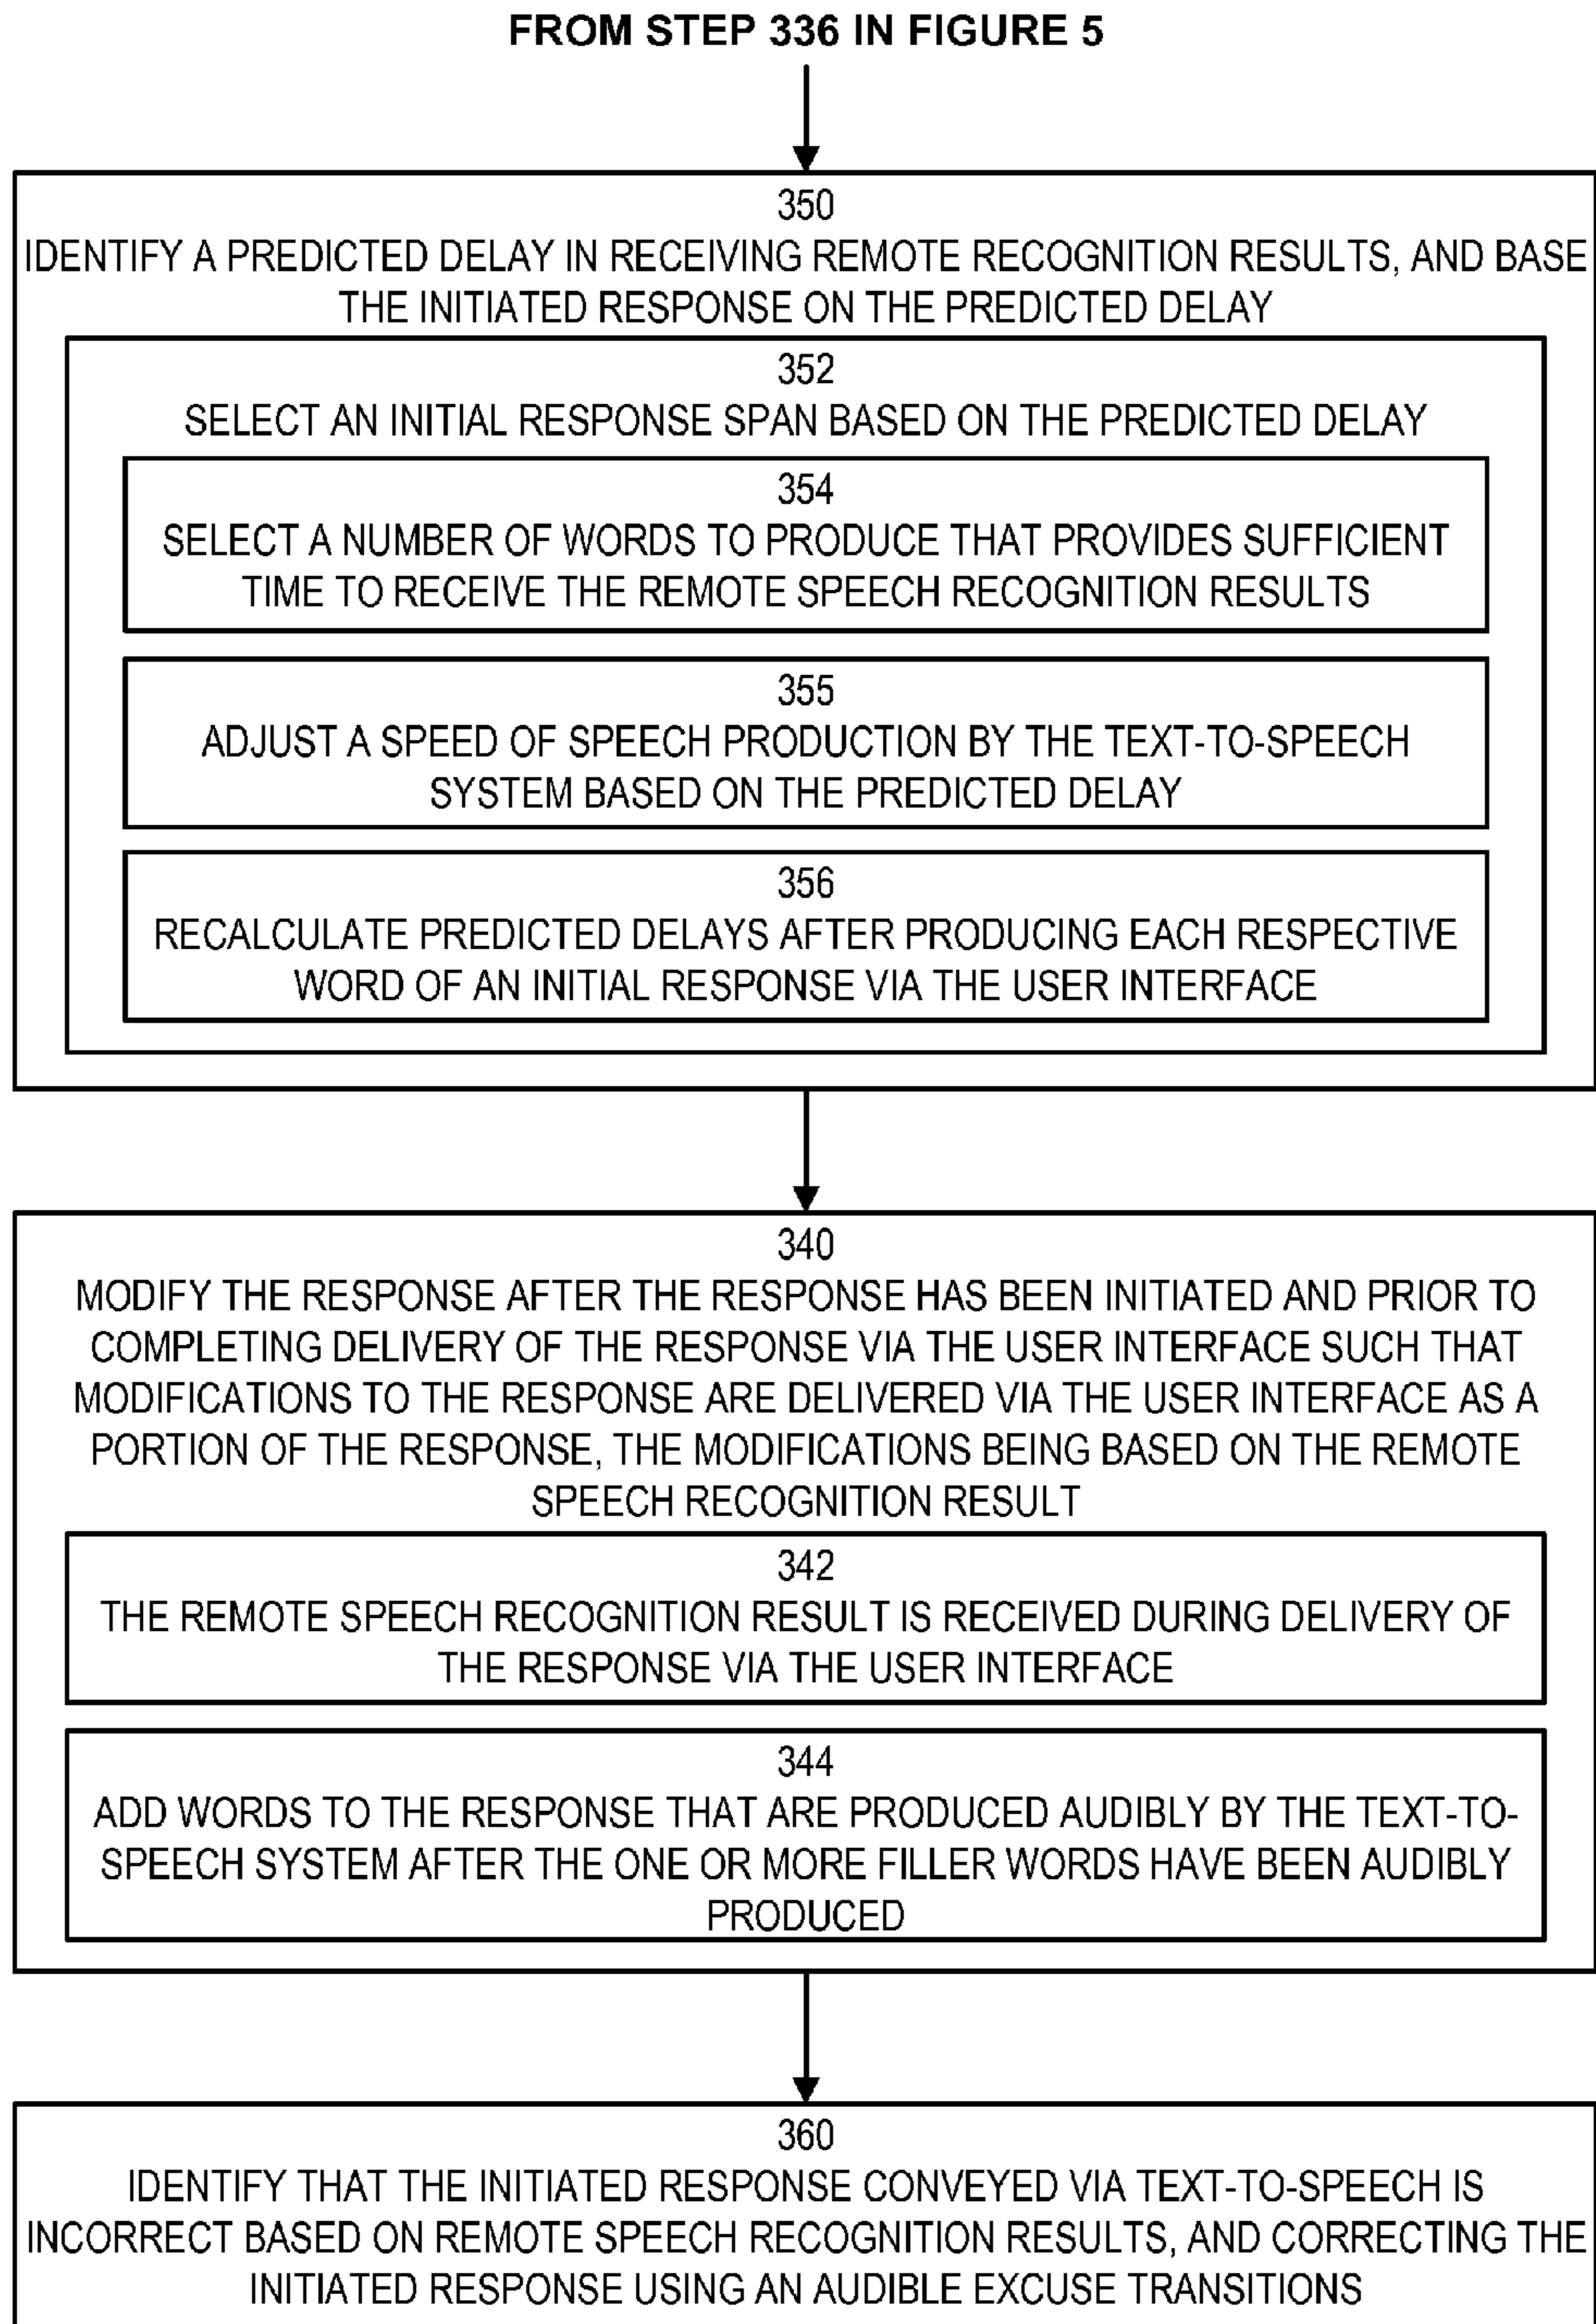 FROM STEP 336 IN FIGURE 5
350
IDENTIFY A PREDICTED DELAY IN RECEIVING REMOTE RECOGNITION RESULTS, AND BASE
THE INITIATED RESPONSE ON THE PREDICTED DELAY
352
SELECT AN INITIAL RESPONSE SPAN BASED ON THE PREDICTED DELAY
354
SELECT A NUMBER OF WORDS TO PRODUCE THAT PROVIDES SUFFICIENT
TIME TO RECEIVE THE REMOTE SPEECH RECOGNITION RESULTS
355
ADJUST A SPEED OF SPEECH PRODUCTION BY THE TEXT-TO-SPEECH
SYSTEM BASED ON THE PREDICTED DELAY
356
RECALCULATE PREDICTED DELAYS AFTER PRODUCING EACH RESPECTIVE
WORD OF AN INITIAL RESPONSE VIA THE USER INTERFACE
340
MODIFY THE RESPONSE AFTER THE RESPONSE HAS BEEN INITIATED AND PRIOR TO
COMPLETING DELIVERY OF THE RESPONSE VIA THE USER INTERFACE SUCH THAT
MODIFICATIONS TO THE RESPONSE ARE DELIVERED VIA THE USER INTERFACE AS A
PORTION OF THE RESPONSE, THE MODIFICATIONS BEING BASED ON THE REMOTE
SPEECH RECOGNITION RESULT
342
THE REMOTE SPEECH RECOGNITION RESULT IS RECEIVED DURING DELIVERY OF
THE RESPONSE VIA THE USER INTERFACE
344
ADD WORDS TO THE RESPONSE THAT ARE PRODUCED AUDIBLY BY THE TEXT-TO-
SPEECH SYSTEM AFTER THE ONE OR MORE FILLER WORDS HAVE BEEN AUDIBLY
PRODUCED
360
IDENTIFY THAT THE INITIATED RESPONSE CONVEYED VIA TEXT-TO-SPEECH IS
INCORRECT BASED ON REMOTE SPEECH RECOGNITION RESULTS, AND CORRECTING THE
INITIATED RESPONSE USING AN AUDIBLE EXCUSE TRANSITIONS